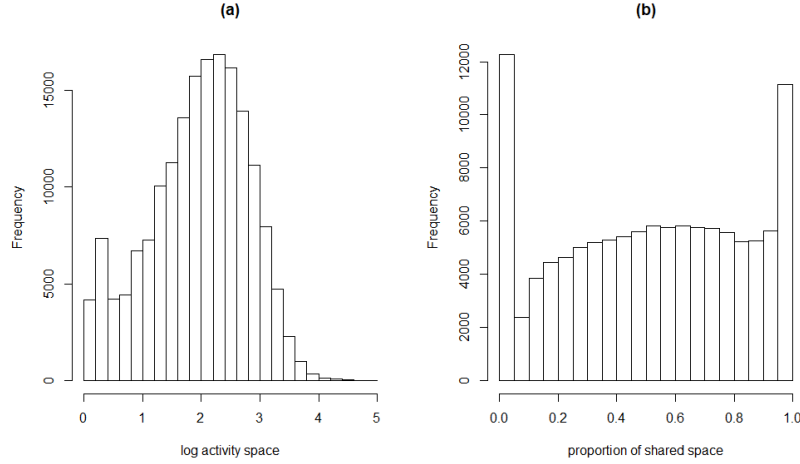 (a)
Frequency
15000
10000
5000
0
0 1 2 3 4 5
log activity space
(b)
Frequency
12000
10000
8000
6000
4000
2000
0
0.0 0.2 0.4 0.6 0.8 1.0
proportion of shared space